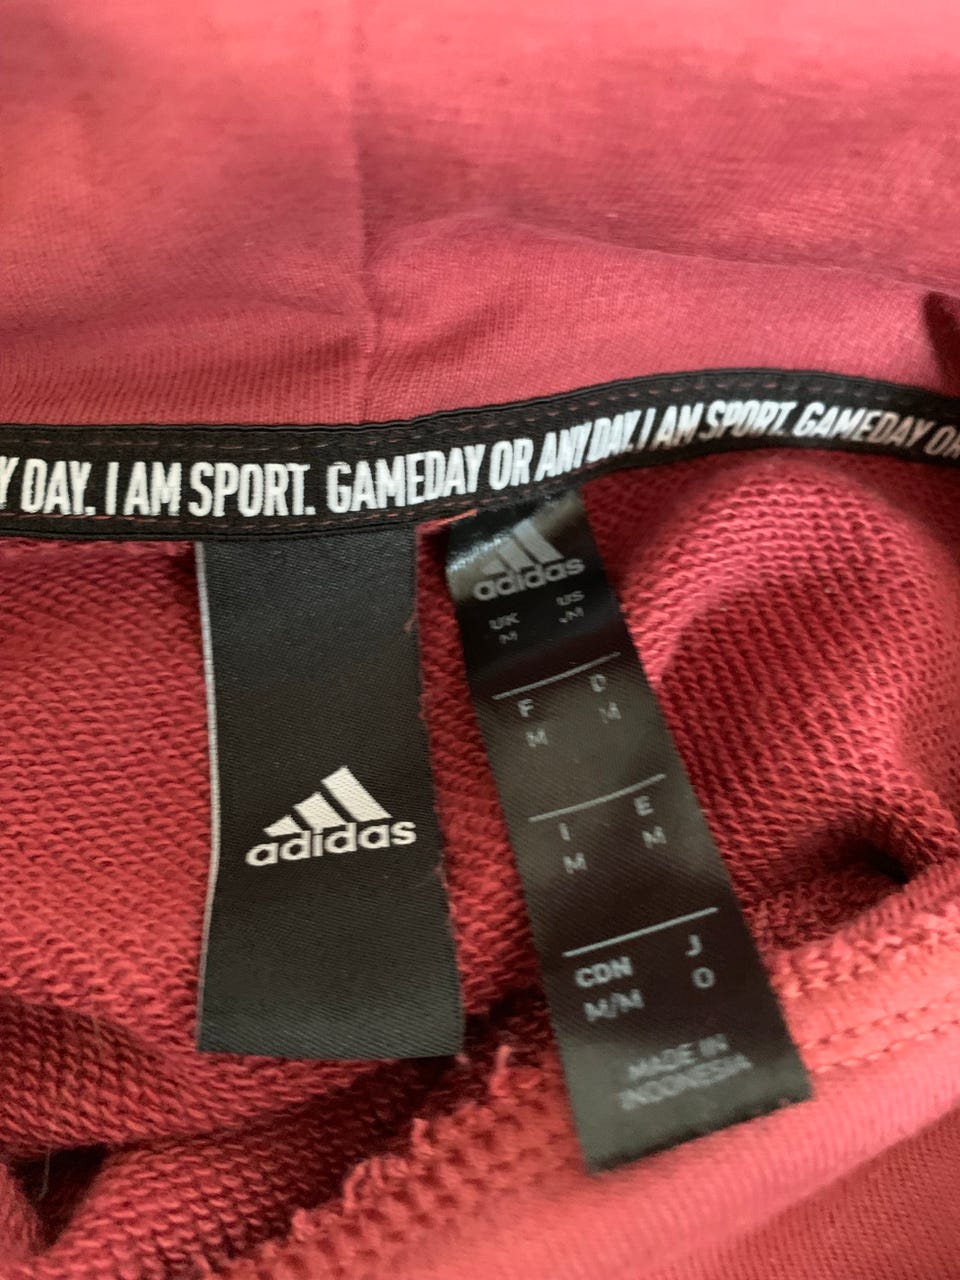 Y DAY. I AM SPORT. GAMEDAY OR ANY DAY. I AM SPORT. GAMEDAY OR
adidas
adidas
UK US
M M
F D
M M
I E
M M
CDN J
M/M O
MADE IN
INDONESIA